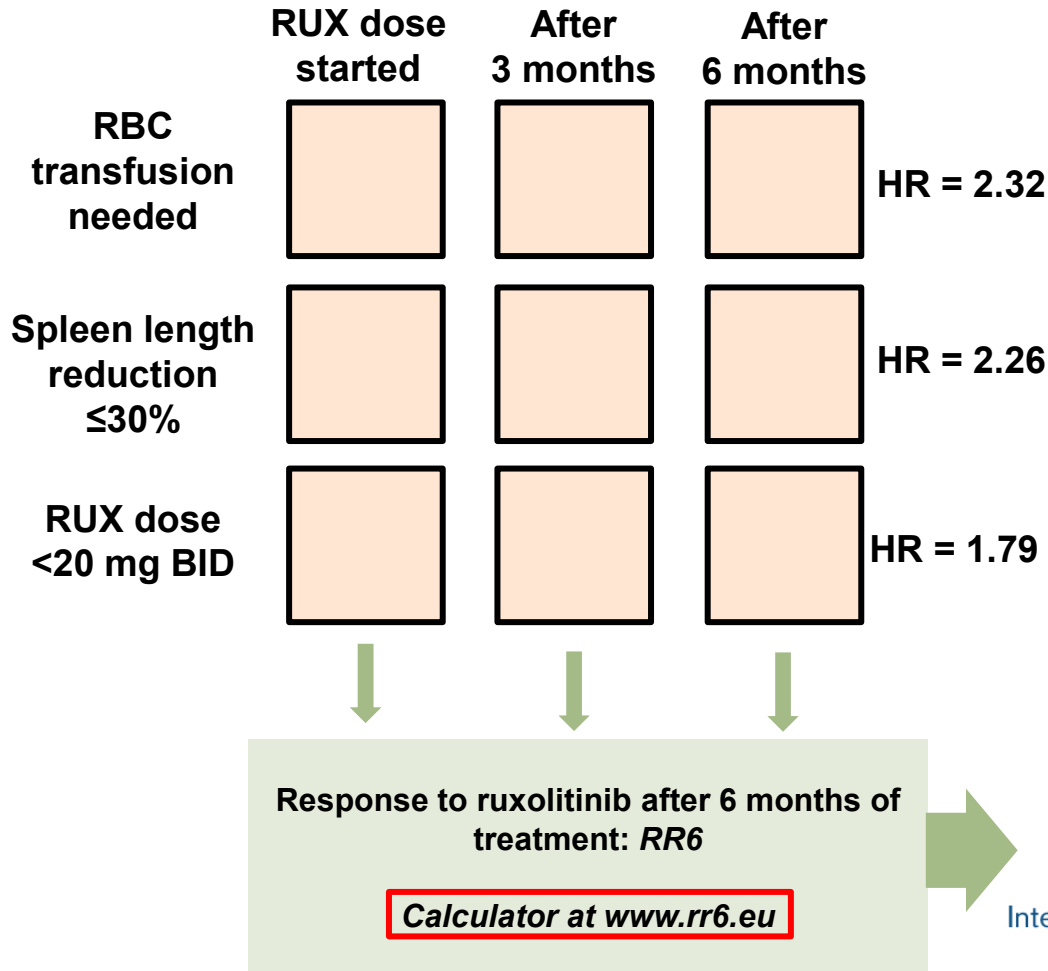 RUX dose
started
After
3 months
After
6 months
RBC
transfusion
needed
HR = 2.32
Spleen length
reduction
≤30%
HR = 2.26
RUX dose
<20 mg BID
HR = 1.79
Response to ruxolitinib after 6 months of
treatment: RR6
Calculator at www.rr6.eu
Inte